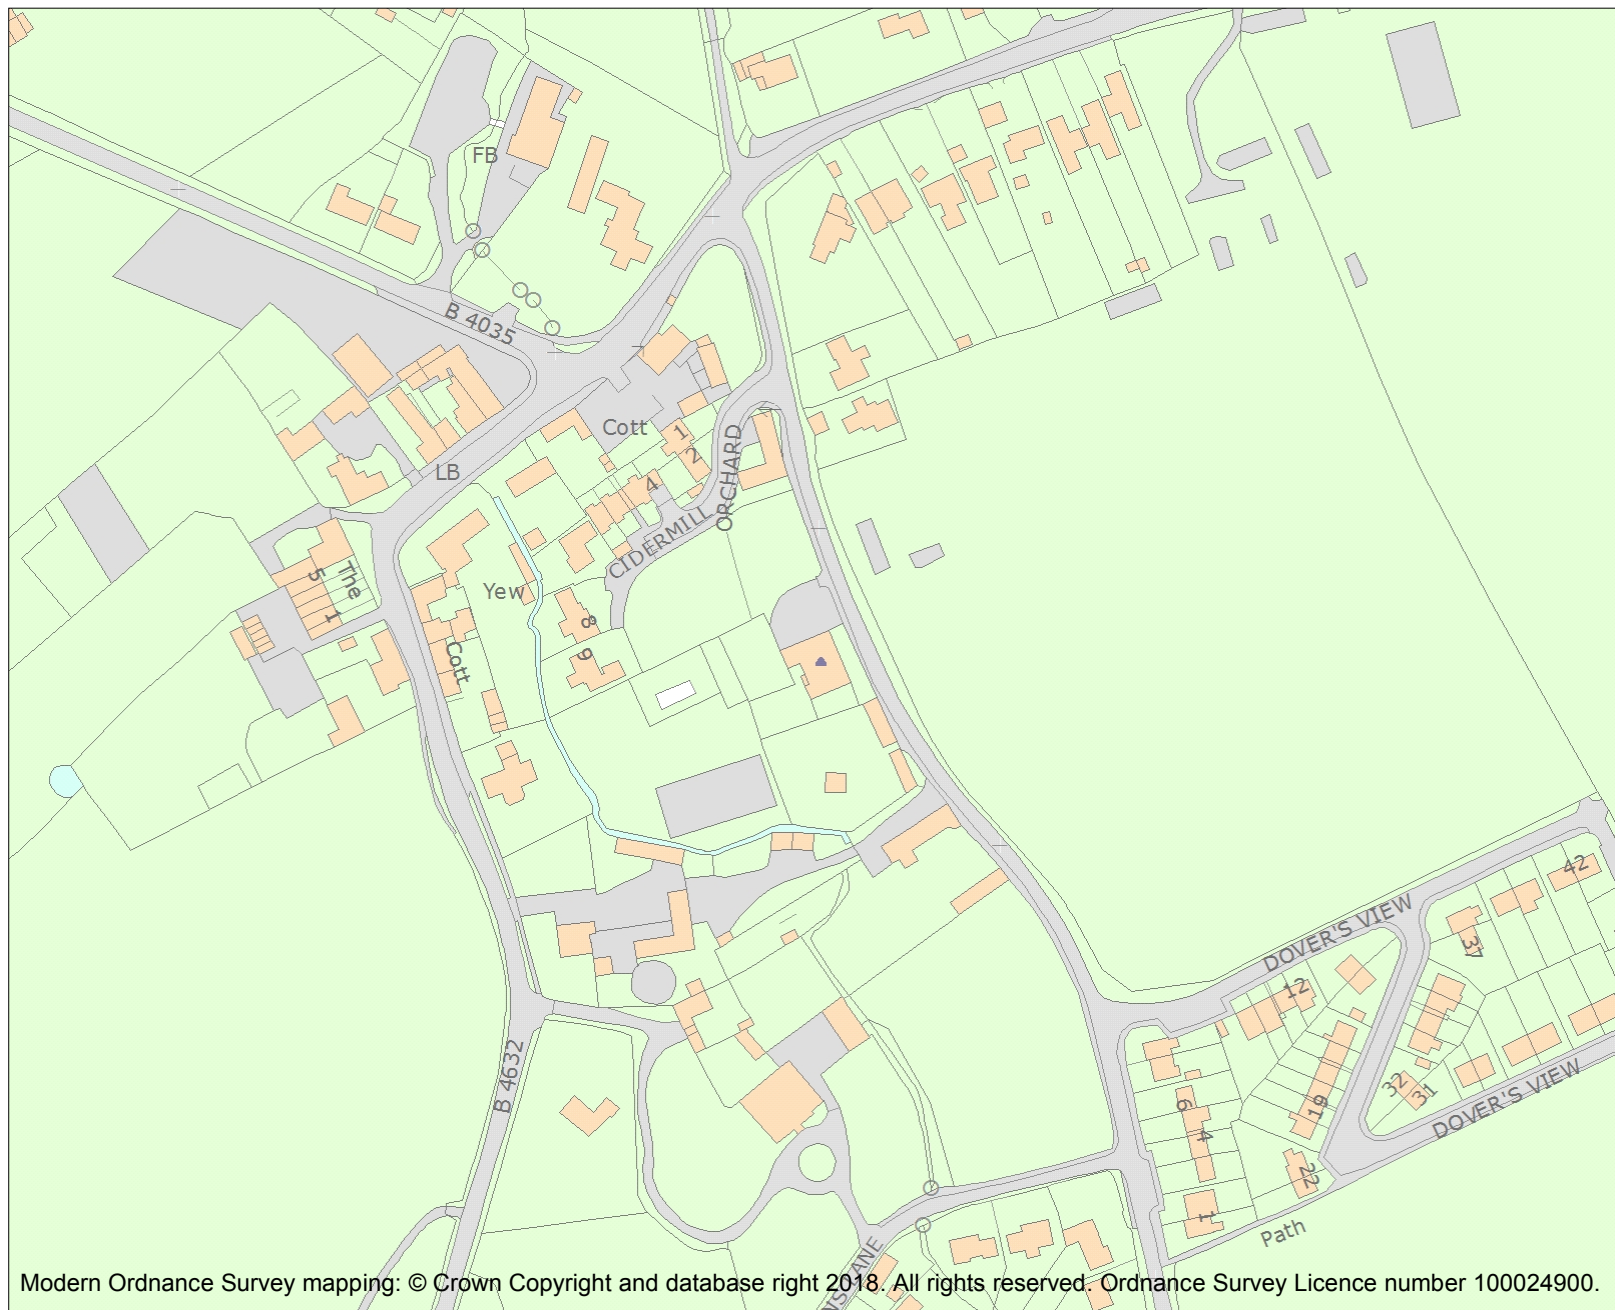 FB
B 4035
Cott
1
2
4
LB
ORCHARD
CIDERMILL
The
5
1
Yew
8
9
Cott
42
DOVER'S VIEW
37
12
B 4632
32
31
19
6
4
DOVER'S VIEW
22
1
Path
LANE
Modern Ordnance Survey mapping: © Crown Copyright and database right 2018. All rights reserved. Ordnance Survey Licence number 100024900.